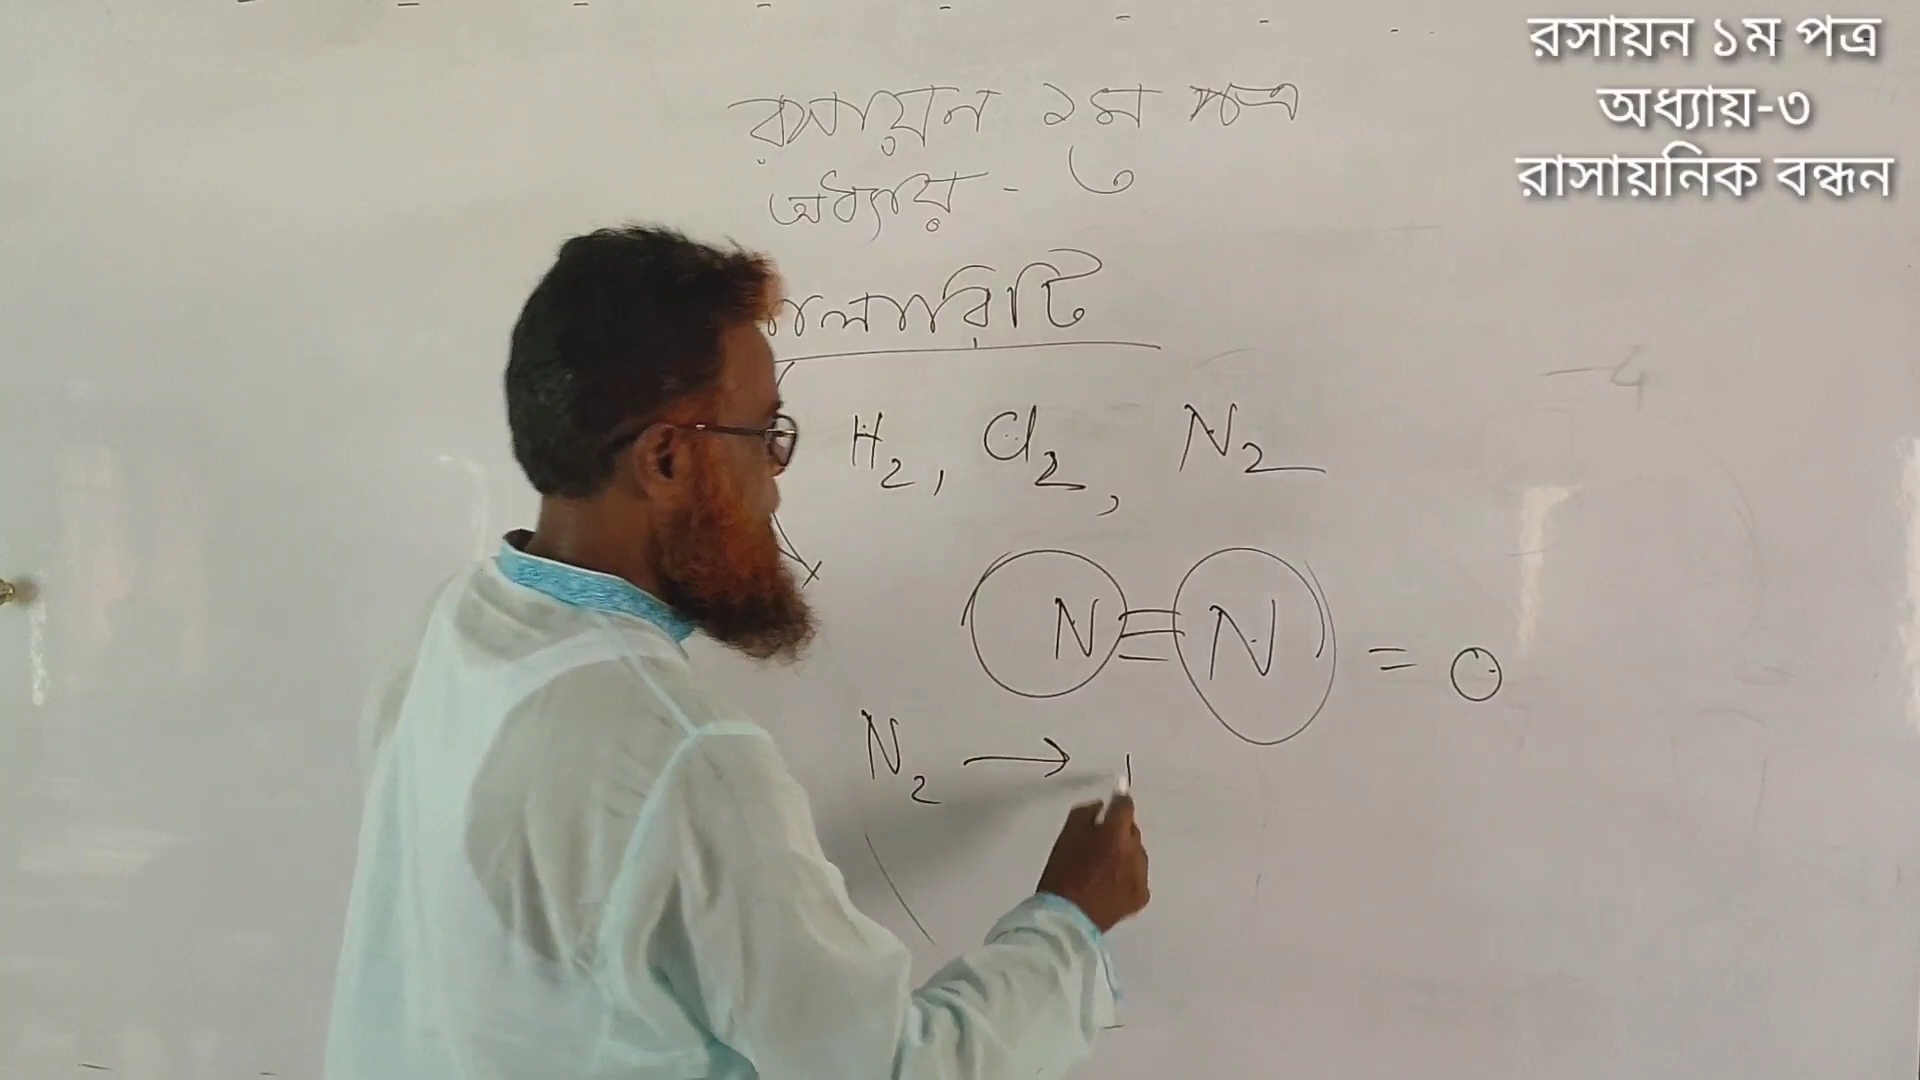 রসায়ন ১ম পত্র
অধ্যায়-৩
রাসায়নিক বন্ধন
রসায়ন ১ম পত্র
অধ্যায় - ৩
োলারিটি
H2, Cl2, N2
N≡N = 0
N2 →